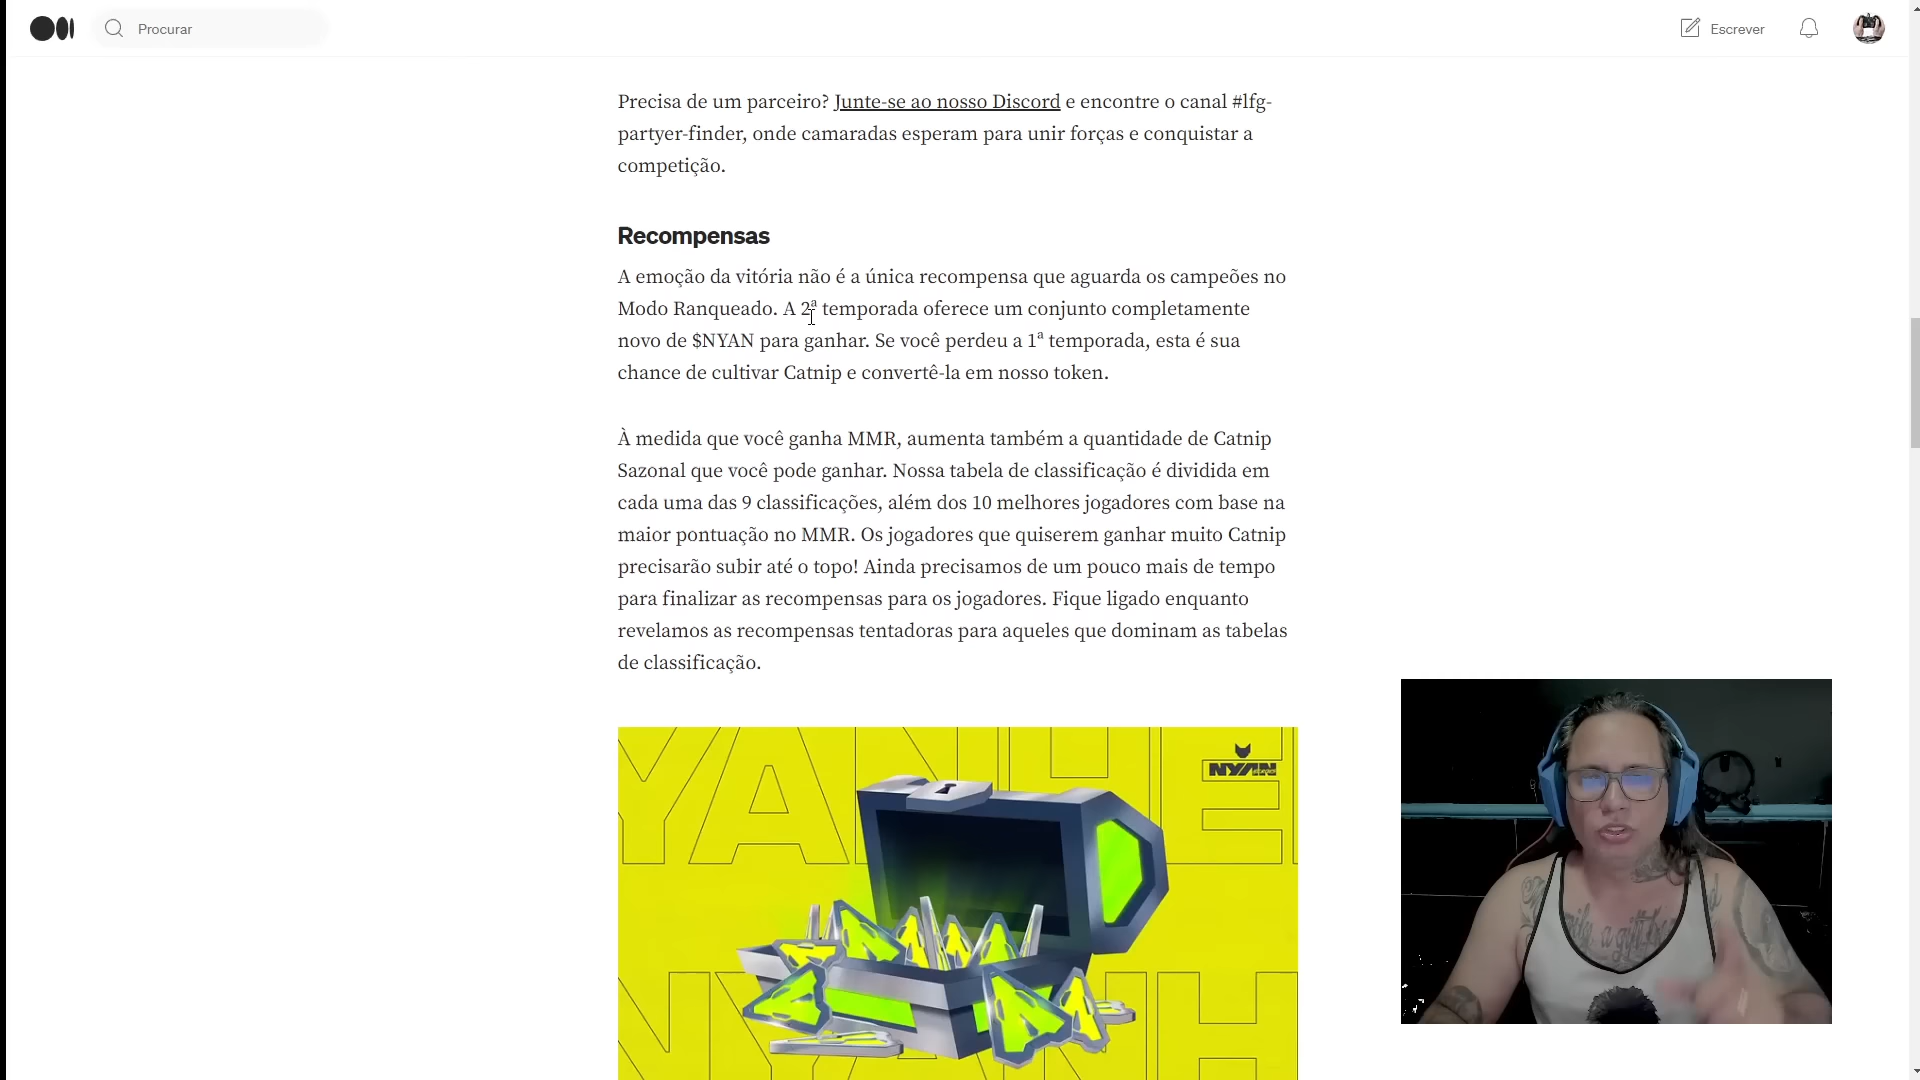 Procurar
Escrever
Precisa de um parceiro? Junte-se ao nosso Discord e encontre o canal #lfg-
partyer-finder, onde camaradas esperam para unir forças e conquistar a
competição.
Recompensas
A emoção da vitória não é a única recompensa que aguarda os campeões no
Modo Ranqueado. A 2ª temporada oferece um conjunto completamente
novo de $NYAN para ganhar. Se você perdeu a 1ª temporada, esta é sua
chance de cultivar Catnip e convertê-la em nosso token.
À medida que você ganha MMR, aumenta também a quantidade de Catnip
Sazonal que você pode ganhar. Nossa tabela de classificação é dividida em
cada uma das 9 classificações, além dos 10 melhores jogadores com base na
maior pontuação no MMR. Os jogadores que quiserem ganhar muito Catnip
precisarão subir até o topo! Ainda precisamos de um pouco mais de tempo
para finalizar as recompensas para os jogadores. Fique ligado enquanto
revelamos as recompensas tentadoras para aqueles que dominam as tabelas
de classificação.
YANHE
NYAN
NYANH